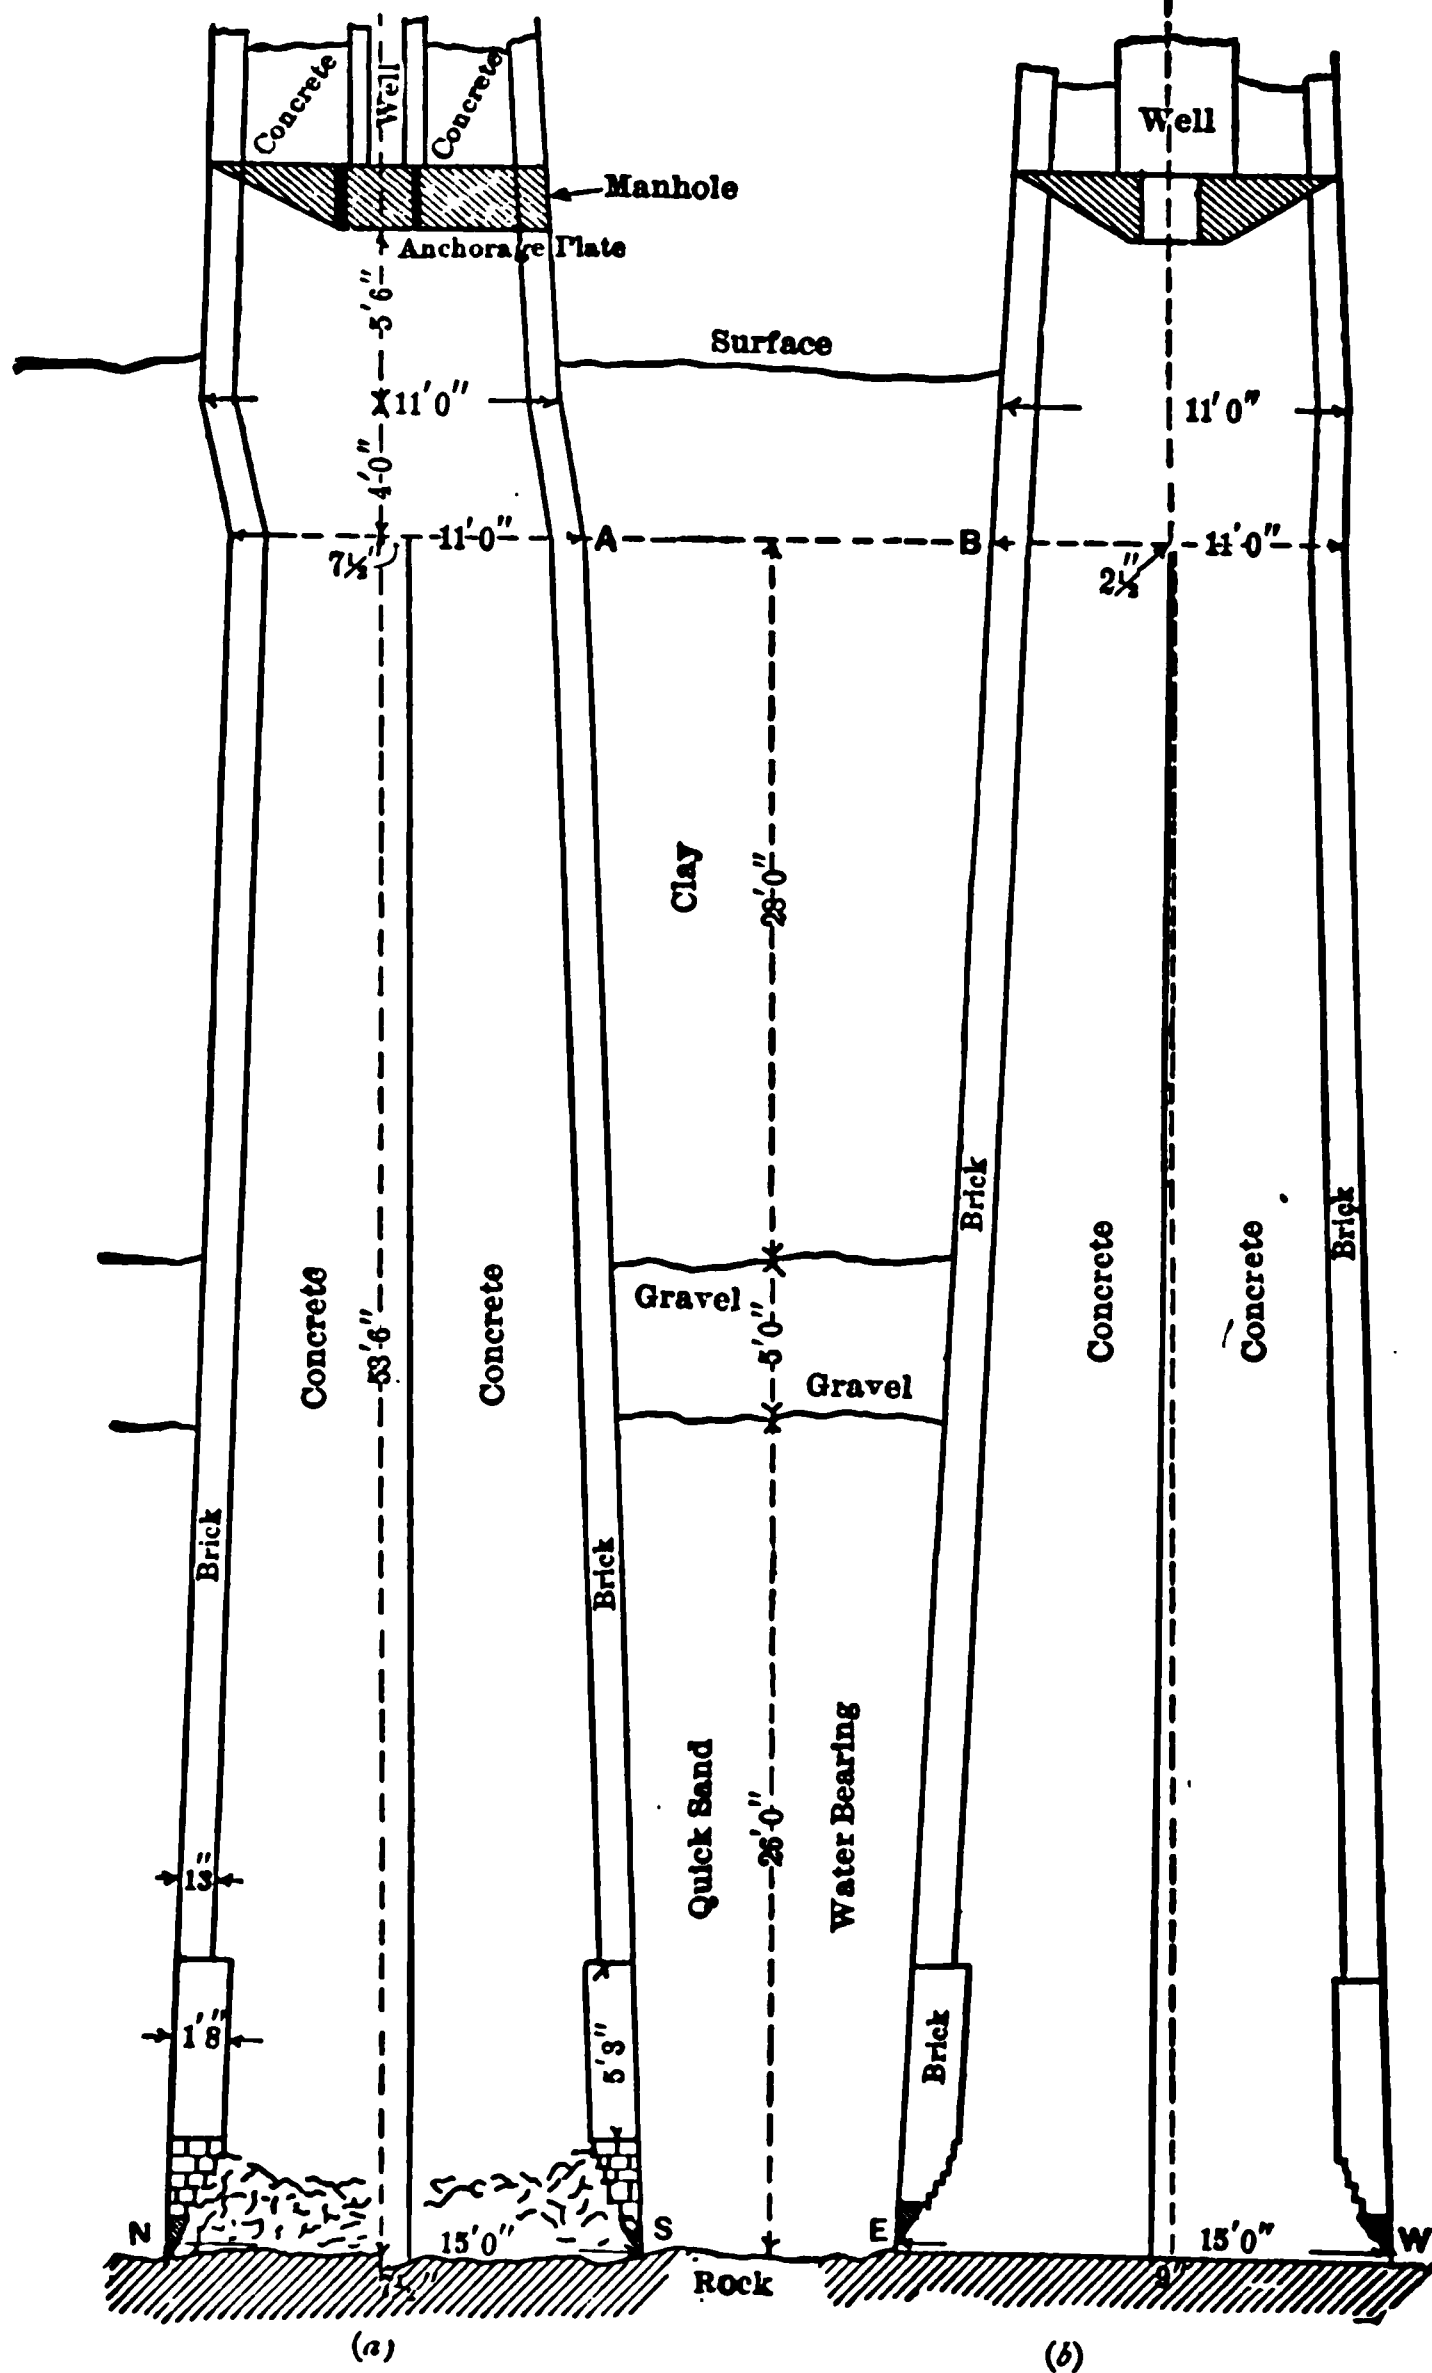 Concrete
Well
Concrete
Well
Manhole
Anchorage Plate
5'6"
Surface
11'0"
11'0"
4'0"
11'0"
A
B
11'0"
7½"
2½"
Clay
28'0"
Brick
Brick
Concrete
53'6"
Concrete
Gravel
5'0"
Gravel
Concrete
Concrete
Brick
Brick
Quick Sand
26'0"
Water Bearing
13"
1'8"
5'3"
Brick
N
15'0"
S
E
15'0"
W
Rock
9"
(a)
(b)